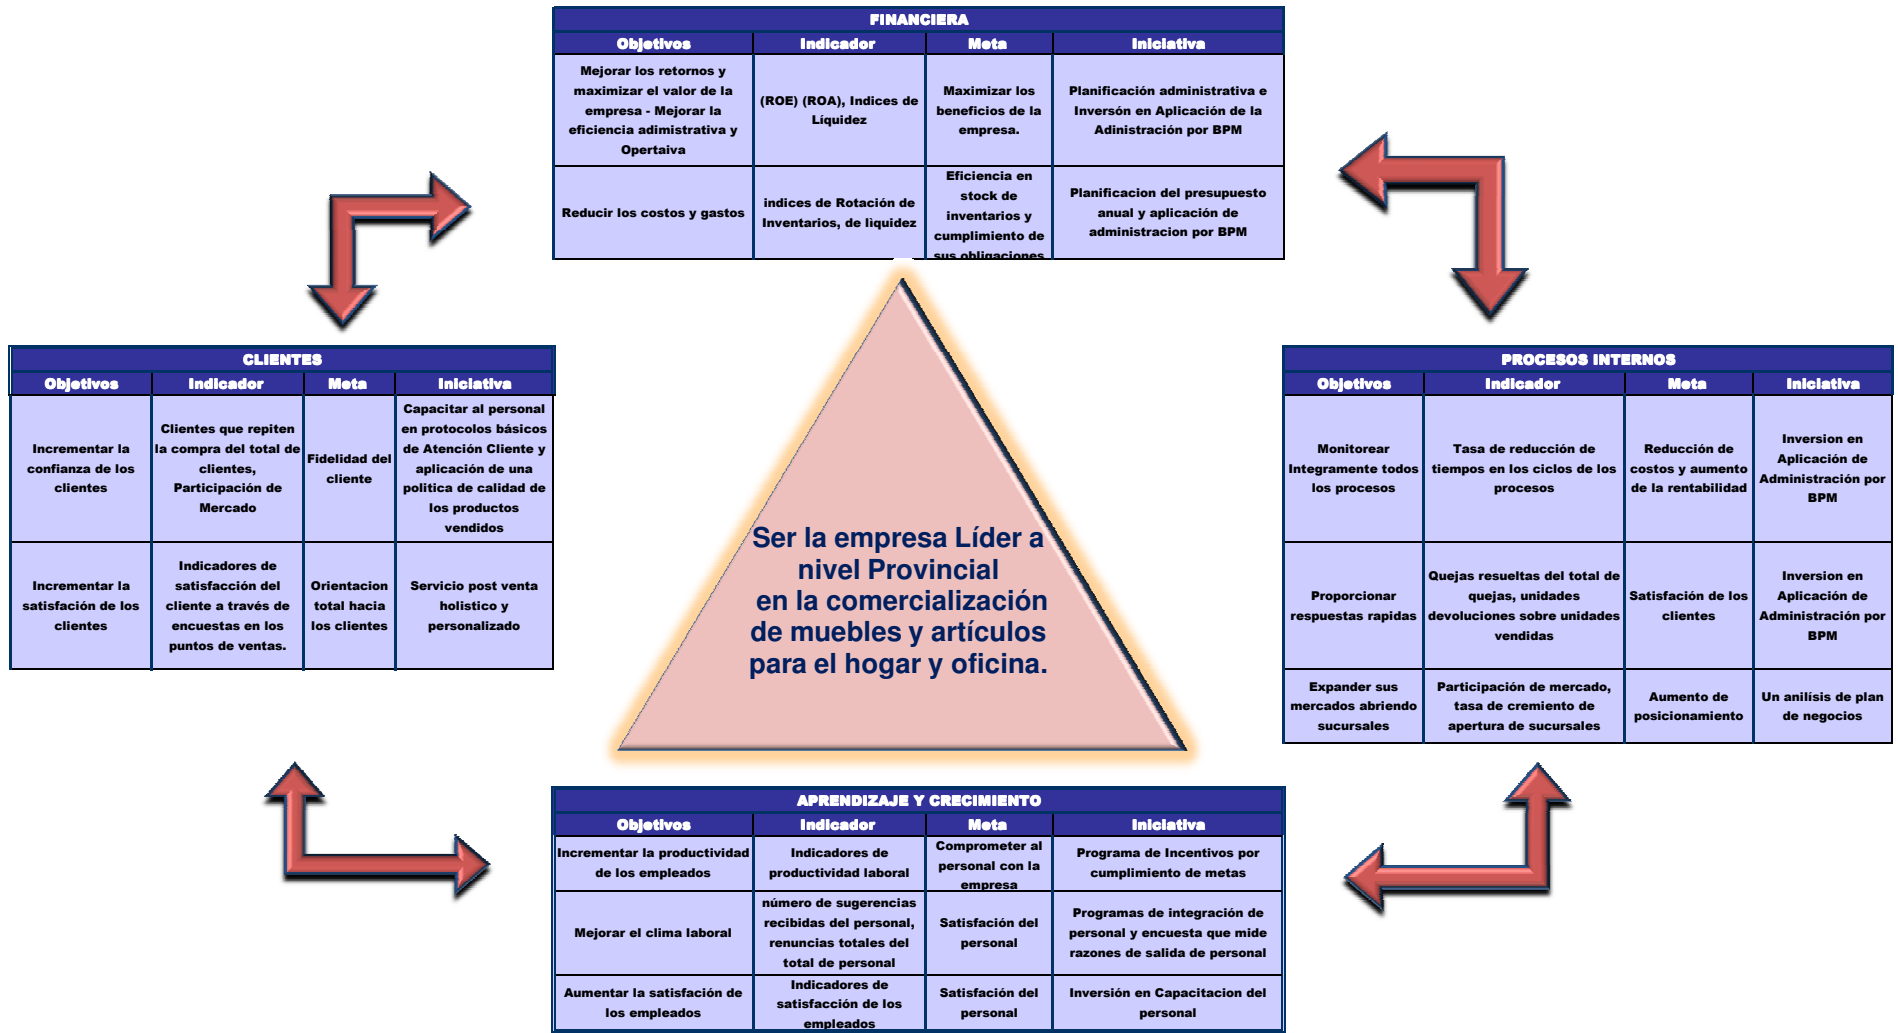 FINANCIERA
Objetivos Indicador Meta Iniciativa
Mejorar los retornos y
maximizar el valor de la
empresa - Mejorar la
eficiencia adimistrativa y
Opertaiva
(ROE) (ROA), Indices de
Líquidez
Maximizar los
beneficios de la
empresa.
Planificación administrativa e
Inversón en Aplicación de la
Adinistración por BPM
Reducir los costos y gastos
indices de Rotación de
Inventarios, de lìquidez
Eficiencia en
stock de
inventarios y
cumplimiento de
sus obligaciones
Planificacion del presupuesto
anual y aplicación de
administracion por BPM
CLIENTES
Objetivos Indicador Meta Iniciativa
Incrementar la
confianza de los
clientes
Clientes que repiten
la compra del total de
clientes,
Participación de
Mercado
Fidelidad del
cliente
Capacitar al personal
en protocolos básicos
de Atención Cliente y
aplicación de una
politica de calidad de
los productos
vendidos
Incrementar la
satisfacción de los
clientes
Indicadores de
satisfacción del
cliente a través de
encuestas en los
puntos de ventas.
Orientacion
total hacia
los clientes
Servicio post venta
holistico y
personalizado
Ser la empresa Líder a
nivel Provincial
en la comercialización
de muebles y artículos
para el hogar y oficina.
PROCESOS INTERNOS
Objetivos Indicador Meta Iniciativa
Monitorear
Integramente todos
los procesos
Tasa de reducción de
tiempos en los ciclos de los
procesos
Reducción de
costos y aumento
de la rentabilidad
Inversion en
Aplicación de
Administración por
BPM
Proporcionar
respuestas rapidas
Quejas resueltas del total de
quejas, unidades
devoluciones sobre unidades
vendidas
Satisfacción de los
clientes
Inversion en
Aplicación de
Administración por
BPM
Expander sus
mercados abriendo
sucursales
Participación de mercado,
tasa de cremiento de
apertura de sucursales
Aumento de
posicionamiento
Un anilísis de plan
de negocios
APRENDIZAJE Y CRECIMIENTO
Objetivos Indicador Meta Iniciativa
Incrementar la productividad
de los empleados
Indicadores de
productividad laboral
Comprometer al
personal con la
empresa
Programa de Incentivos por
cumplimiento de metas
Mejorar el clima laboral
número de sugerencias
recibidas del personal,
renuncias totales del
total de personal
Satisfación del
personal
Programas de integración de
personal y encuesta que mide
razones de salida de personal
Aumentar la satisfacción de
los empleados
Indicadores de
satisfacción de los
empleados
Satisfación del
personal
Inversión en Capacitacion del
personal